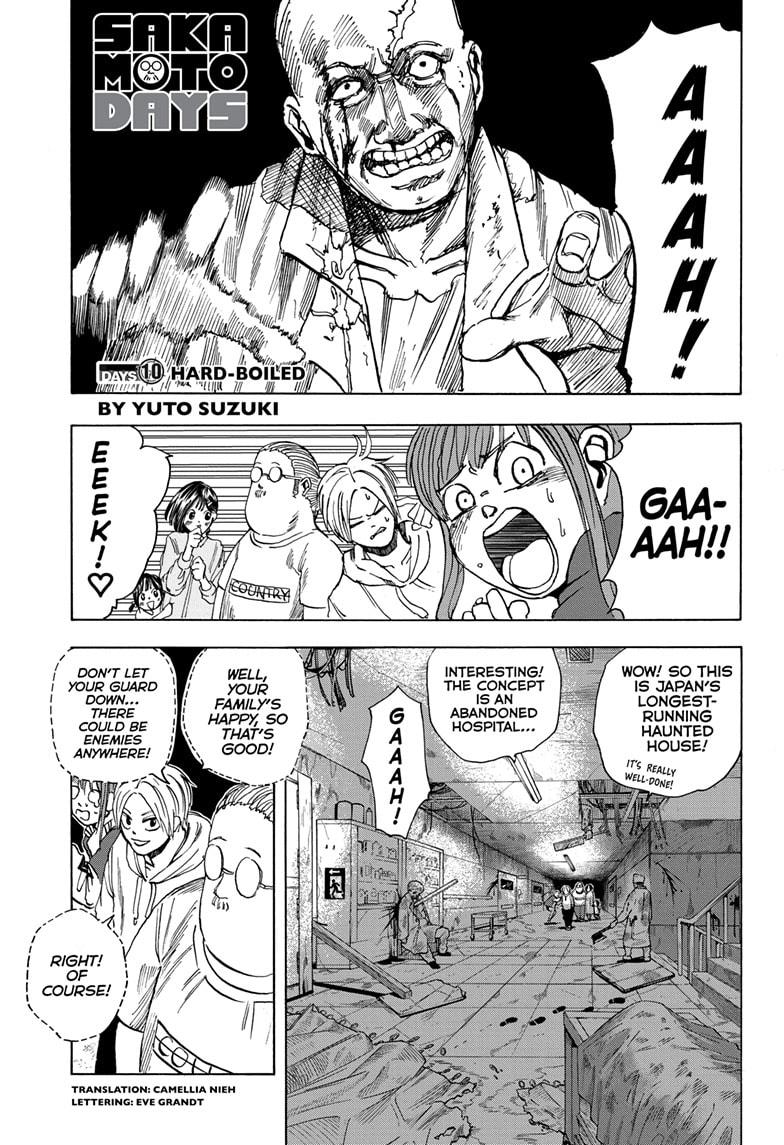 SAKA
MOTO
DAYS
AAAH!
DAYS 10 HARD-BOILED
BY YUTO SUZUKI
GAA-
AAH!!
EEEK!♡
COUNTRY
WOW! SO THIS
IS JAPAN'S
LONGEST-
RUNNING
HAUNTED
HOUSE!
IT'S REALLY
WELL-DONE!
INTERESTING!
THE CONCEPT
IS AN
ABANDONED
HOSPITAL...
GAAAH!
WELL,
YOUR
FAMILY'S
HAPPY, SO
THAT'S
GOOD!
DON'T LET
YOUR GUARD
DOWN...
THERE
COULD BE
ENEMIES
ANYWHERE!
RIGHT!
OF
COURSE!
COU
TRANSLATION: CAMELLIA NIEH
LETTERING: EVE GRANDT